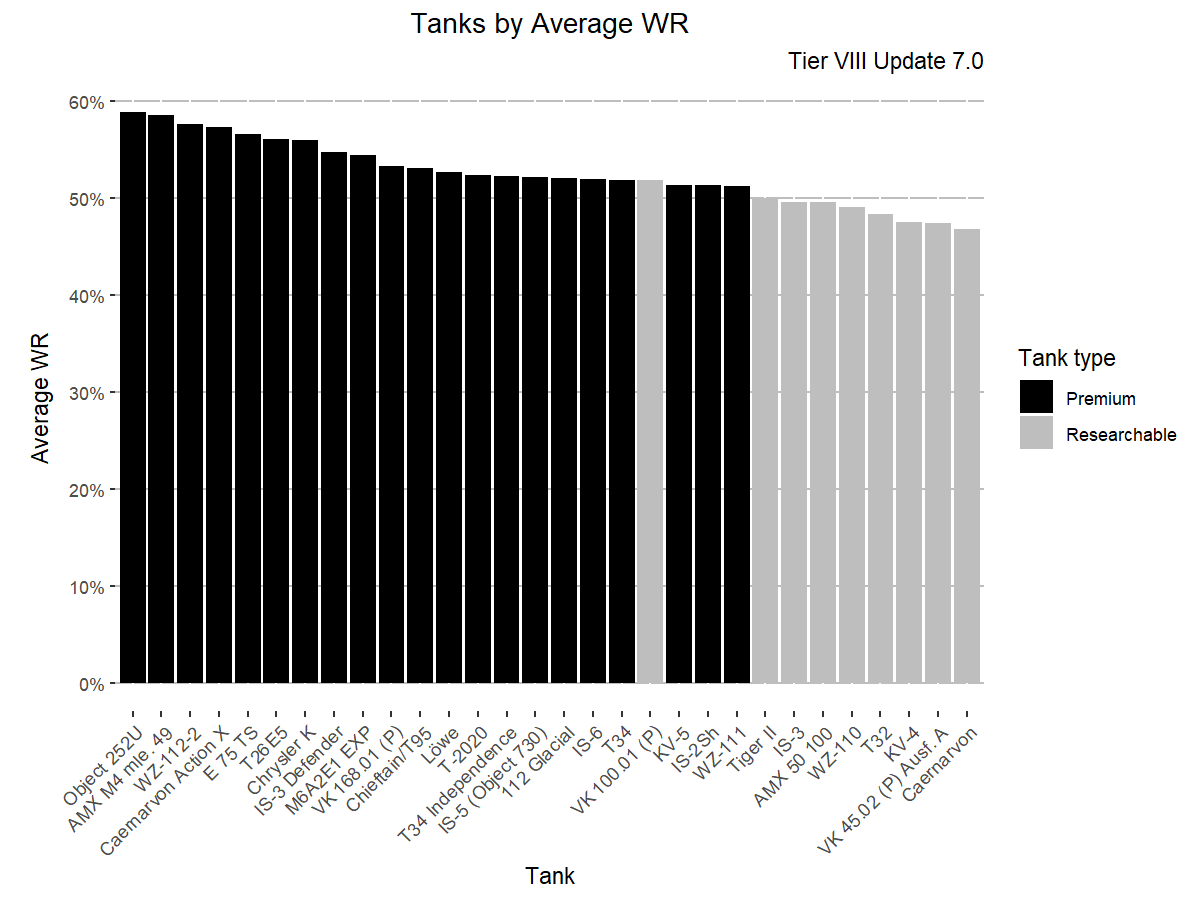 Tanks by Average WR
Tier VIII Update 7.0
60%
50%
40%
30%
20%
10%
0%
Average WR
Object 252U
AMX M4 mle. 49
WZ-112-2
Caernarvon Action X
E 75 TS
T26E5
Chrysler K
IS-3 Defender
M6A2E1 EXP
VK 168.01 (P)
Chieftain/T95
Löwe
T-2020
T34 Independence
IS-5 (Object 730)
112 Glacial
IS-6
T34
VK 100.01 (P)
KV-5
IS-2Sh
WZ-111
Tiger II
IS-3
AMX 50 100
WZ-110
T32
KV-4
VK 45.02 (P) Ausf. A
Caernarvon
Tank
Tank type
Premium
Researchable